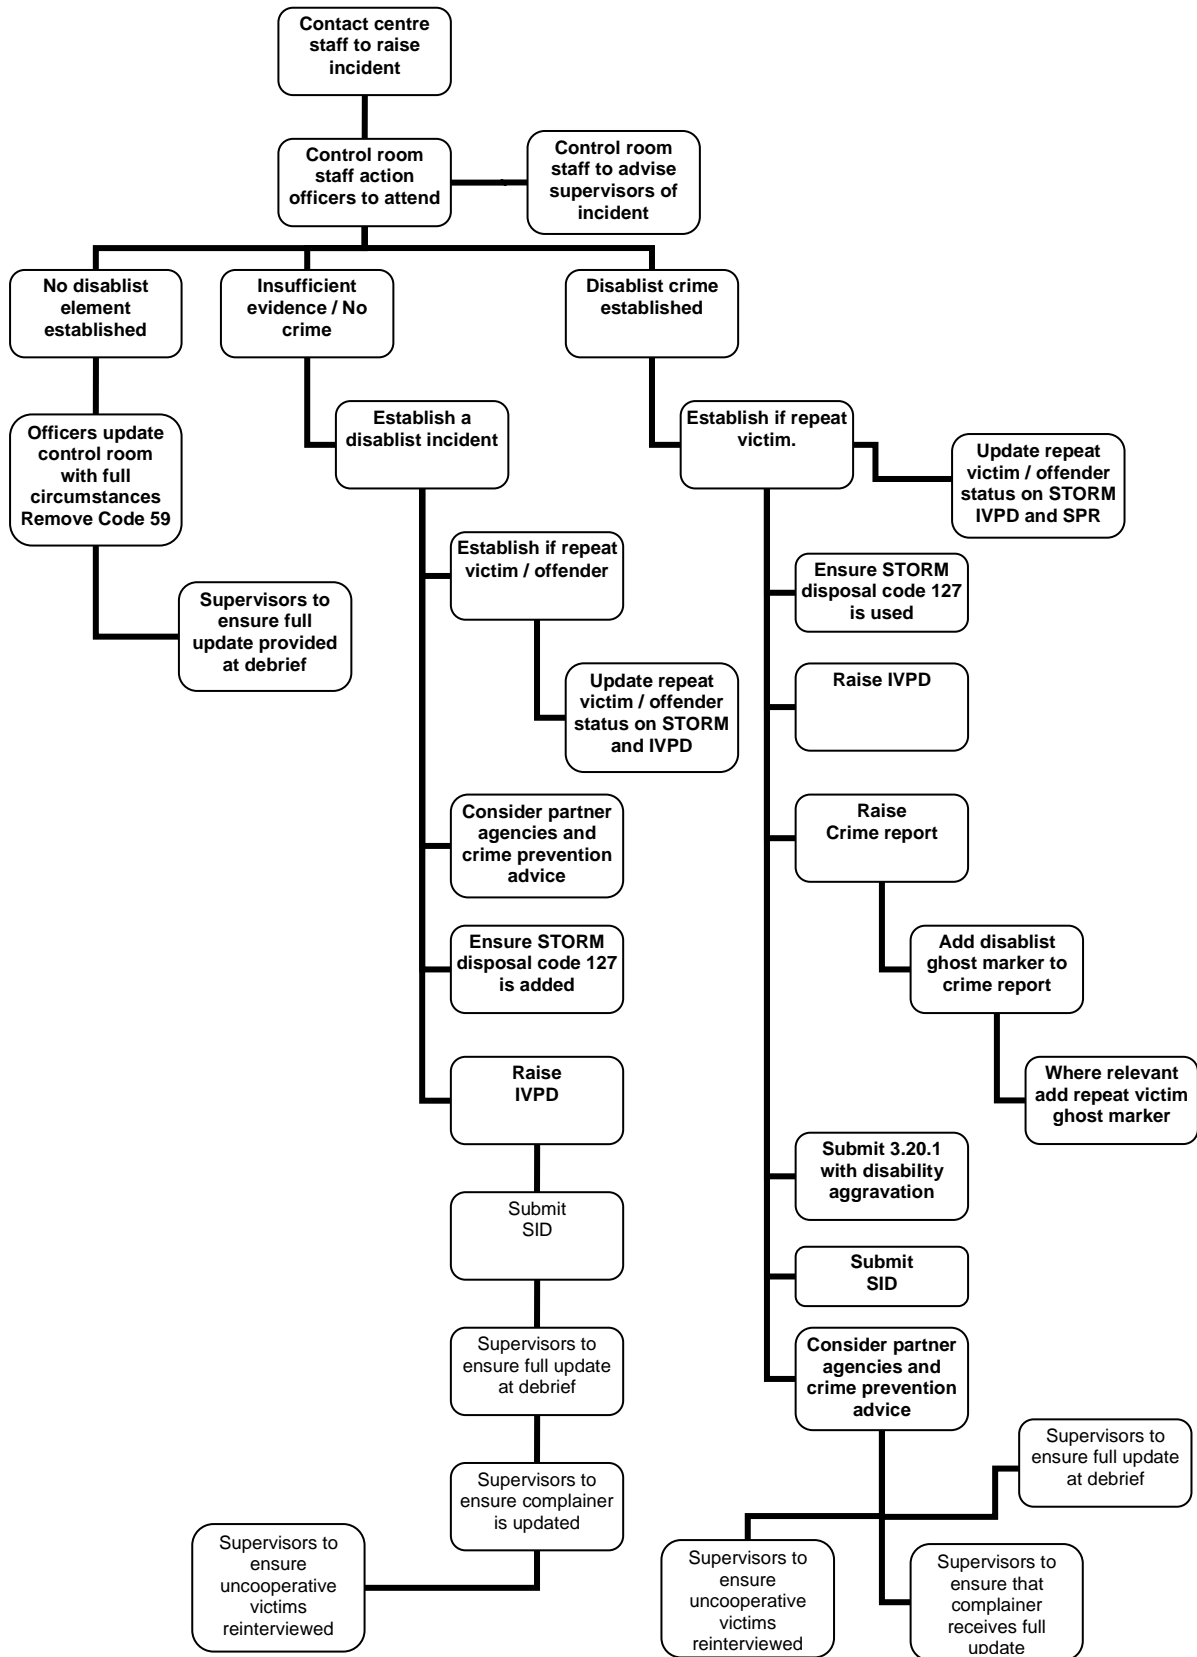 Contact centre
staff to raise
incident
Control room
staff action
officers to attend
Control room
staff to advise
supervisors of
incident
No disablist
element
established
Insufficient
evidence / No
crime
Disablist crime
established
Officers update
control room
with full
circumstances
Remove Code 59
Establish a
disablist incident
Establish if repeat
victim.
Update repeat
victim / offender
status on STORM
IVPD and SPR
Supervisors to
ensure full
update provided
at debrief
Establish if repeat
victim / offender
Ensure STORM
disposal code 127
is used
Update repeat
victim / offender
status on STORM
and IVPD
Raise IVPD
Consider partner
agencies and
crime prevention
advice
Raise
Crime report
Ensure STORM
disposal code 127
is added
Add disablist
ghost marker to
crime report
Raise
IVPD
Where relevant
add repeat victim
ghost marker
Submit 3.20.1
with disability
aggravation
Submit
SID
Submit
SID
Supervisors to
ensure full update
at debrief
Consider partner
agencies and
crime prevention
advice
Supervisors to
ensure full update
at debrief
Supervisors to
ensure complainer
is updated
Supervisors to
ensure
uncooperative
victims
reinterviewed
Supervisors to
ensure
uncooperative
victims
reinterviewed
Supervisors to
ensure that
complainer
receives full
update